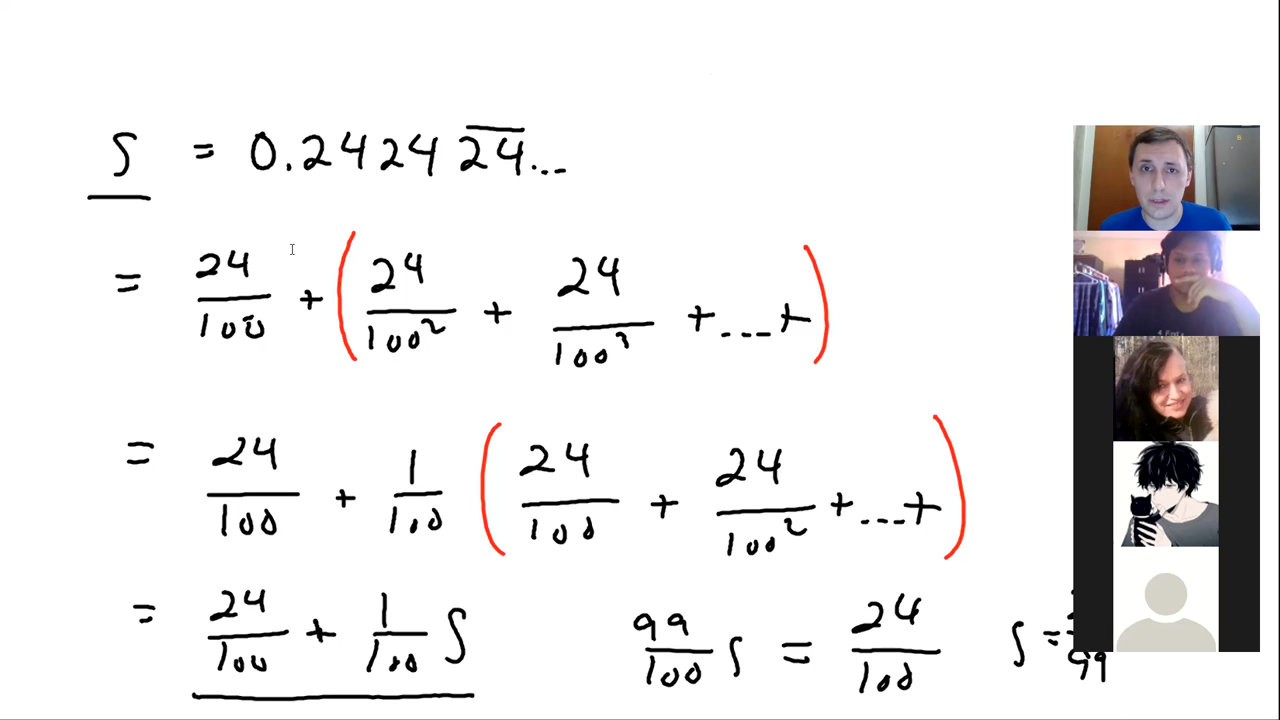 S = 0.2424 \overline{24}...
= 24/100 + (24/100² + 24/100³ + ... +)
= 24/100 + 1/100 (24/100 + 24/100² + ... +)
= 24/100 + 1/100 S    99/100 S = 24/100    S = /99